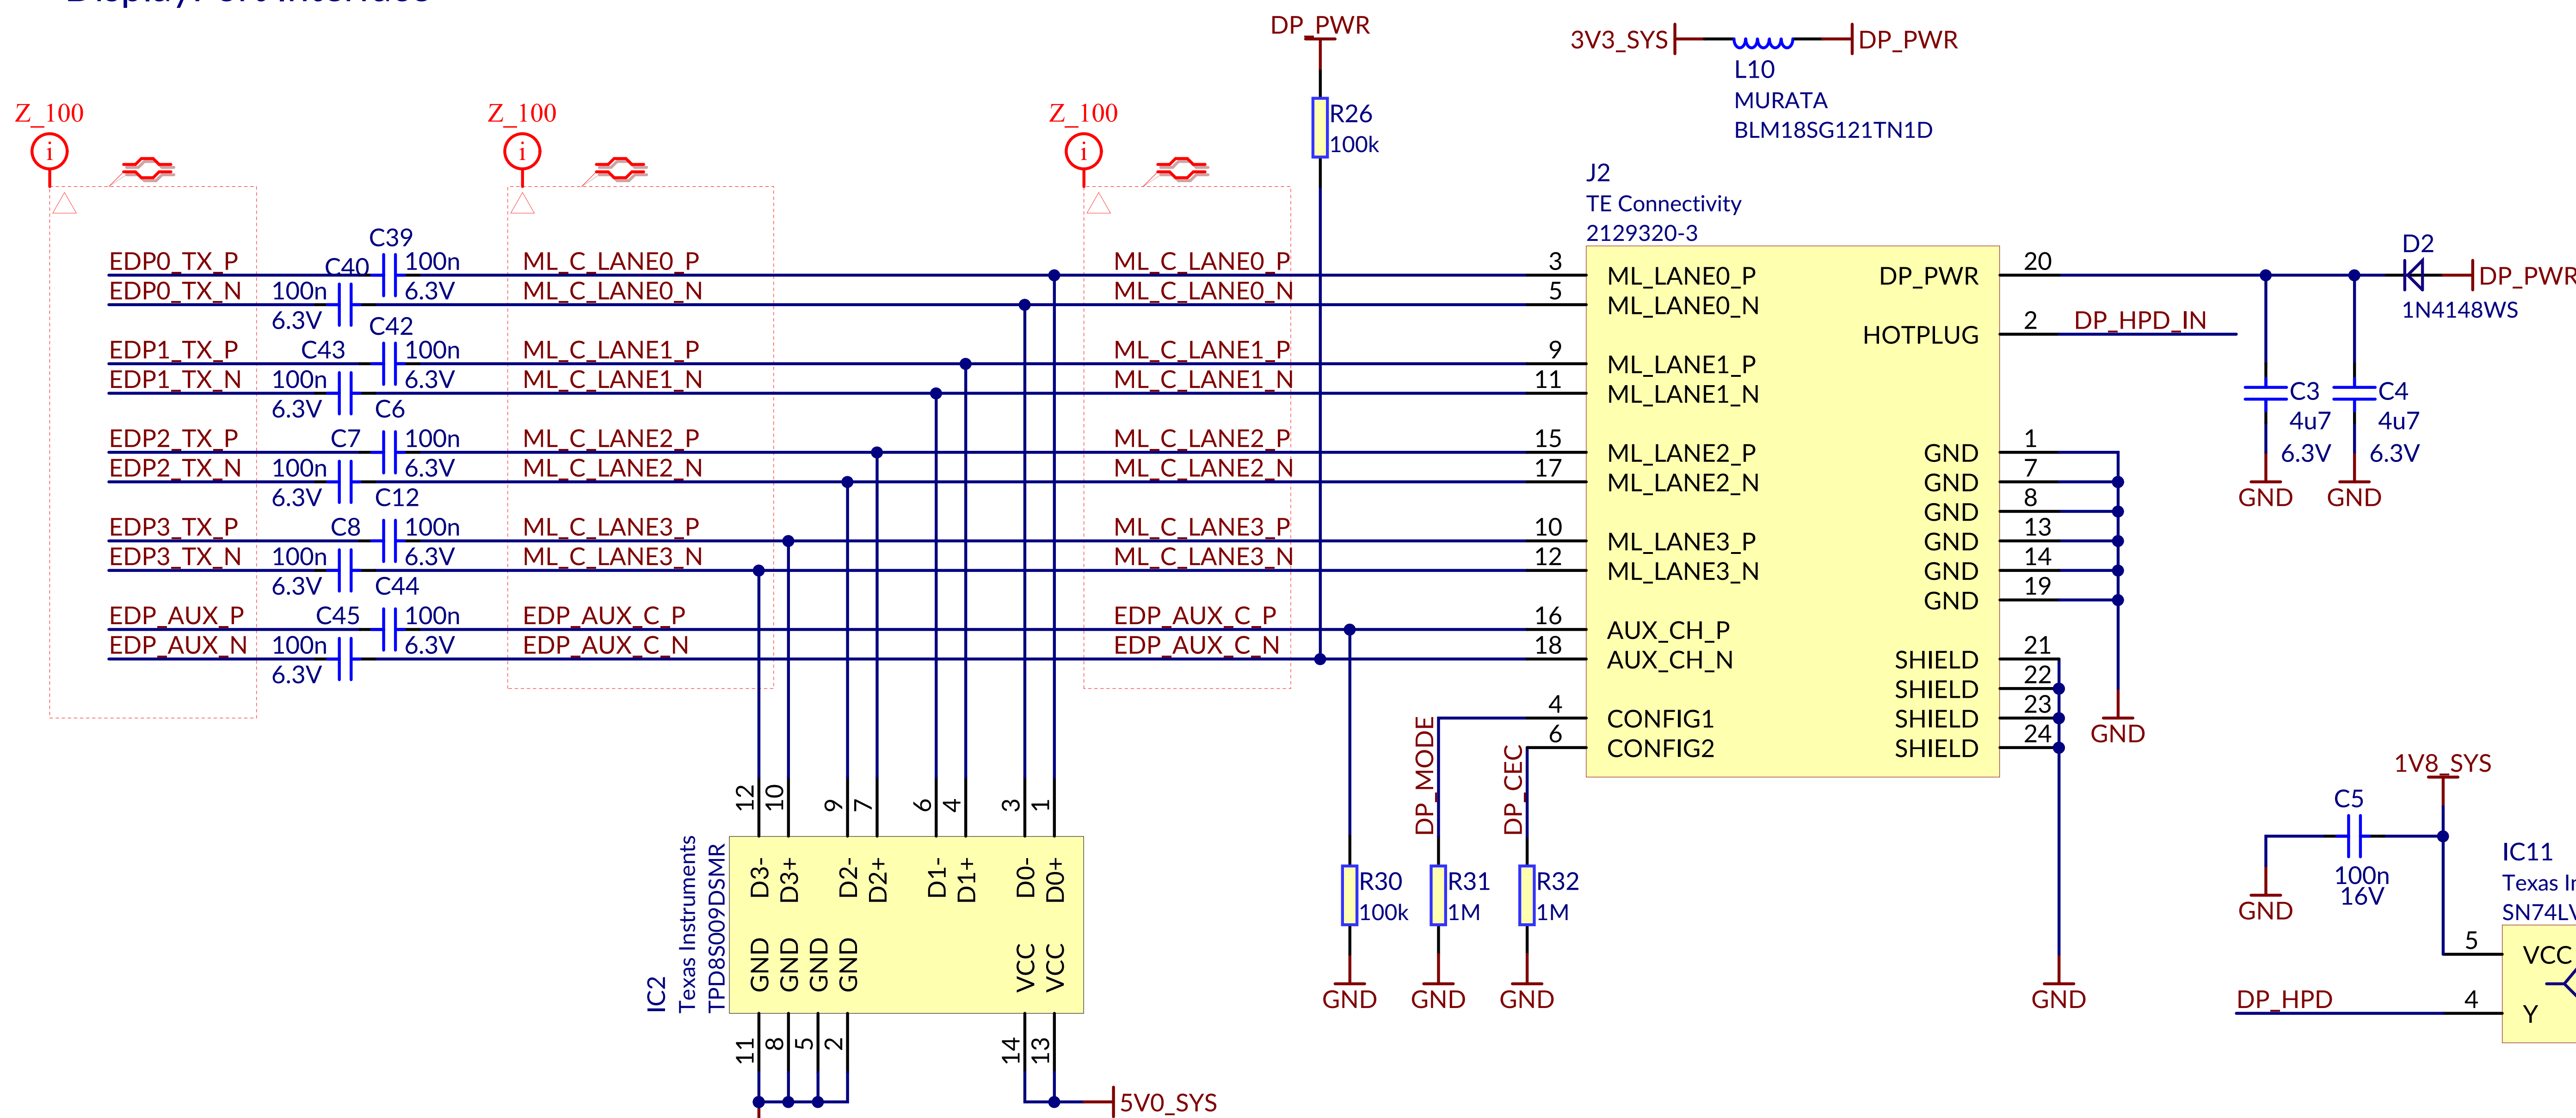 DisplayPort Interface
DP_PWR
3V3_SYS
DP_PWR
L10
MURATA
BLM18SG121TN1D
R26
100k
Z_100
i
Z_100
i
Z_100
i
J2
TE Connectivity
2129320-3
EDP0_TX_P
C39
100n
ML_C_LANE0_P
ML_C_LANE0_P
3
ML_LANE0_P
EDP0_TX_N
C40
6.3V
100n
6.3V
ML_C_LANE0_N
ML_C_LANE0_N
5
ML_LANE0_N
EDP1_TX_P
C42
100n
ML_C_LANE1_P
ML_C_LANE1_P
9
ML_LANE1_P
EDP1_TX_N
C43
6.3V
100n
6.3V
ML_C_LANE1_N
ML_C_LANE1_N
11
ML_LANE1_N
EDP2_TX_P
C6
C7
100n
ML_C_LANE2_P
ML_C_LANE2_P
15
ML_LANE2_P
EDP2_TX_N
100n
6.3V
6.3V
ML_C_LANE2_N
ML_C_LANE2_N
17
ML_LANE2_N
EDP3_TX_P
C12
C8
100n
ML_C_LANE3_P
ML_C_LANE3_P
10
ML_LANE3_P
EDP3_TX_N
100n
6.3V
6.3V
ML_C_LANE3_N
ML_C_LANE3_N
12
ML_LANE3_N
EDP_AUX_P
C44
C45
100n
EDP_AUX_C_P
EDP_AUX_C_P
16
AUX_CH_P
EDP_AUX_N
100n
6.3V
6.3V
EDP_AUX_C_N
EDP_AUX_C_N
18
AUX_CH_N
4
CONFIG1
6
CONFIG2
DP_PWR
20
HOTPLUG
2
DP_HPD_IN
GND
1
GND
7
GND
8
GND
13
GND
14
GND
19
SHIELD
21
SHIELD
22
SHIELD
23
SHIELD
24
GND
GND
D2
1N4148WS
DP_PWR
C3
4u7
6.3V
GND
C4
4u7
6.3V
GND
DP_MODE
DP_CEC
R30
100k
GND
R31
1M
GND
R32
1M
GND
12
10
9
7
6
4
3
1
D3-
D3+
D2-
D2+
D1-
D1+
D0-
D0+
GND
GND
GND
GND
VCC
VCC
11
8
5
2
14
13
IC2
Texas Instruments
TPD8S009DSMR
5V0_SYS
1V8_SYS
C5
100n
16V
GND
IC11
Texas In
SN74LV
5
VCC
DP_HPD
4
Y